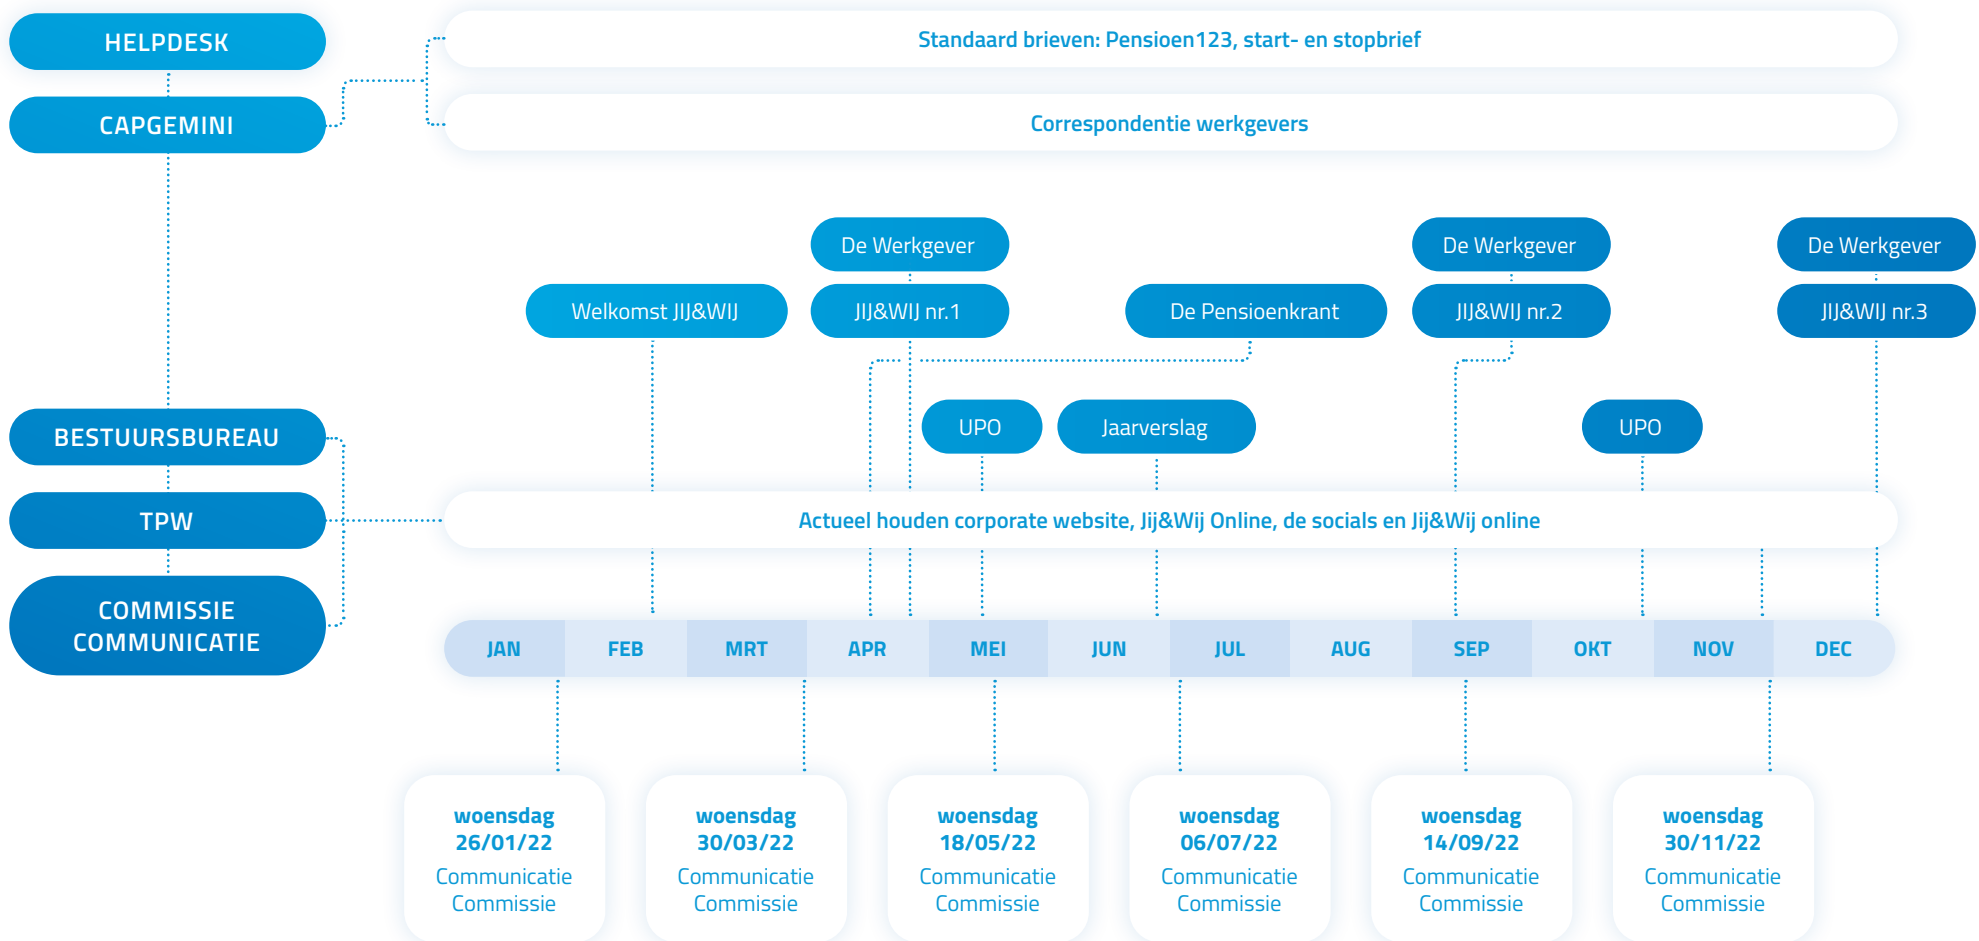 HELPDESK
Standaard brieven: Pensioen123, start- en stopbrief
CAPGEMINI
Correspondentie werkgevers
De Werkgever
De Werkgever
De Werkgever
Welkomst JIJ&WIJ
JIJ&WIJ nr.1
De Pensioenkrant
JIJ&WIJ nr.2
JIJ&WIJ nr.3
BESTUURSBUREAU
UPO
Jaarverslag
UPO
TPW
Actueel houden corporate website, Jij&Wij Online, de socials en Jij&Wij online
COMMISSIE
COMMUNICATIE
JAN
FEB
MRT
APR
MEI
JUN
JUL
AUG
SEP
OKT
NOV
DEC
woensdag
26/01/22
Communicatie
Commissie
woensdag
30/03/22
Communicatie
Commissie
woensdag
18/05/22
Communicatie
Commissie
woensdag
06/07/22
Communicatie
Commissie
woensdag
14/09/22
Communicatie
Commissie
woensdag
30/11/22
Communicatie
Commissie